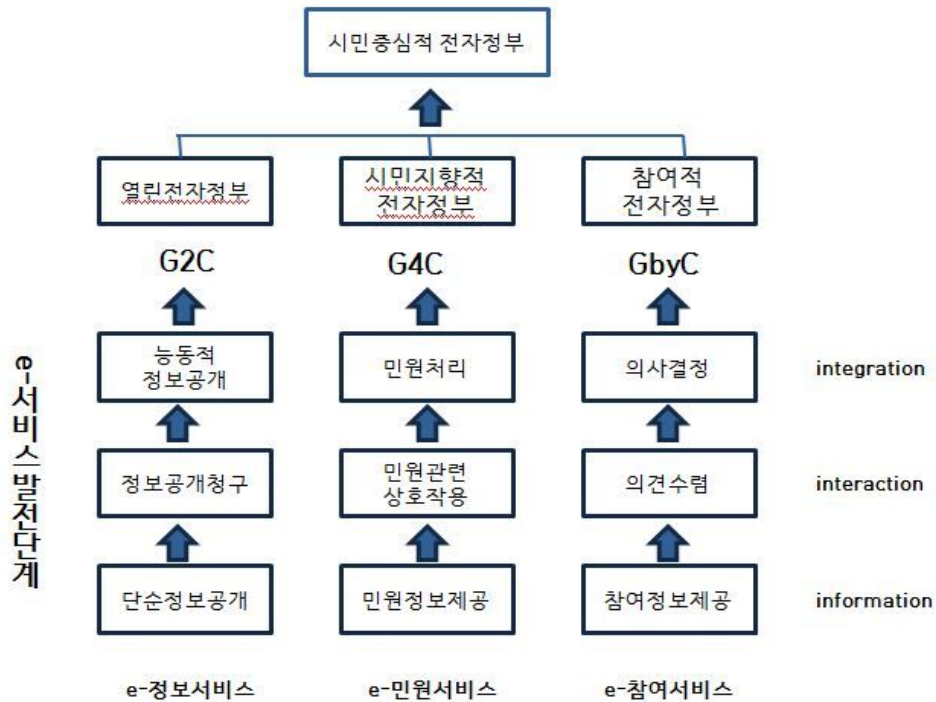 시민중심적 전자정부
열린전자정부
시민지향적
전자정부
참여적
전자정부
G2C
G4C
GbyC
e-서비스발전단계
능동적
정보공개
민원처리
의사결정
integration
정보공개청구
민원관련
상호작용
의견수렴
interaction
단순정보공개
민원정보제공
참여정보제공
information
e-정보서비스
e-민원서비스
e-참여서비스